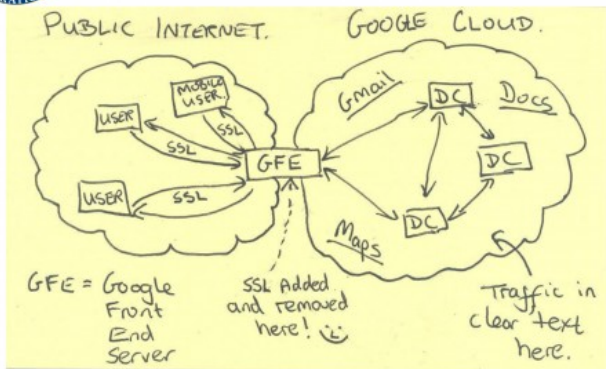 PUBLIC INTERNET.
GOOGLE CLOUD.
MOBILE
USER.
USER
SSL
SSL
USER
SSL
GFE
Gmail
DC
Docs
DC
Maps
DC
GFE = Google
Front
End
Server
SSL Added
and removed
here!
Traffic in
clear text
here.